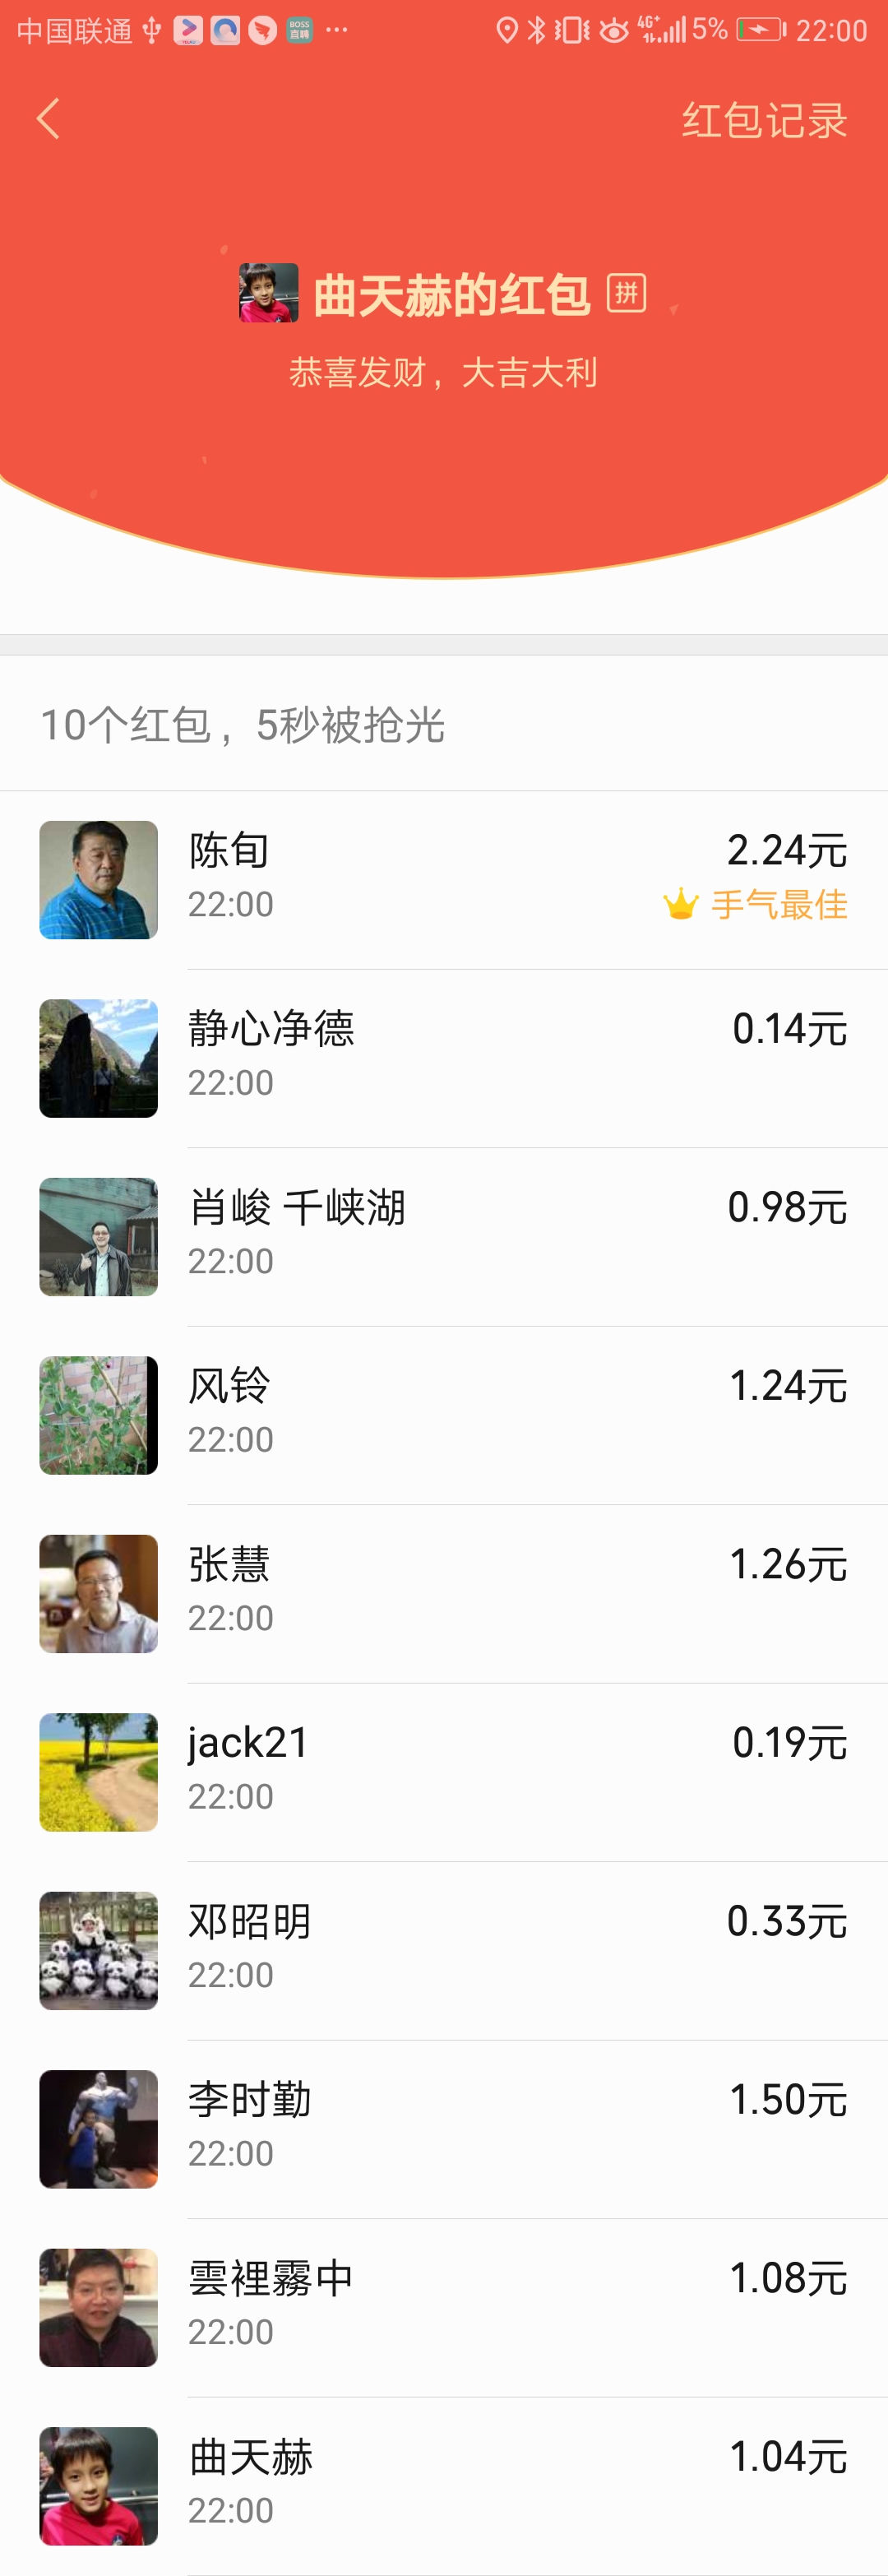 中国联通 BOSS直聘 ··· 4G+ 5% 22:00
红包记录
曲天赫的红包 拼
恭喜发财，大吉大利
10个红包，5秒被抢光
陈旬 2.24元
22:00 手气最佳
静心净德 0.14元
22:00
肖峻 千峡湖 0.98元
22:00
风铃 1.24元
22:00
张慧 1.26元
22:00
jack21 0.19元
22:00
邓昭明 0.33元
22:00
李时勤 1.50元
22:00
雲裡霧中 1.08元
22:00
曲天赫 1.04元
22:00